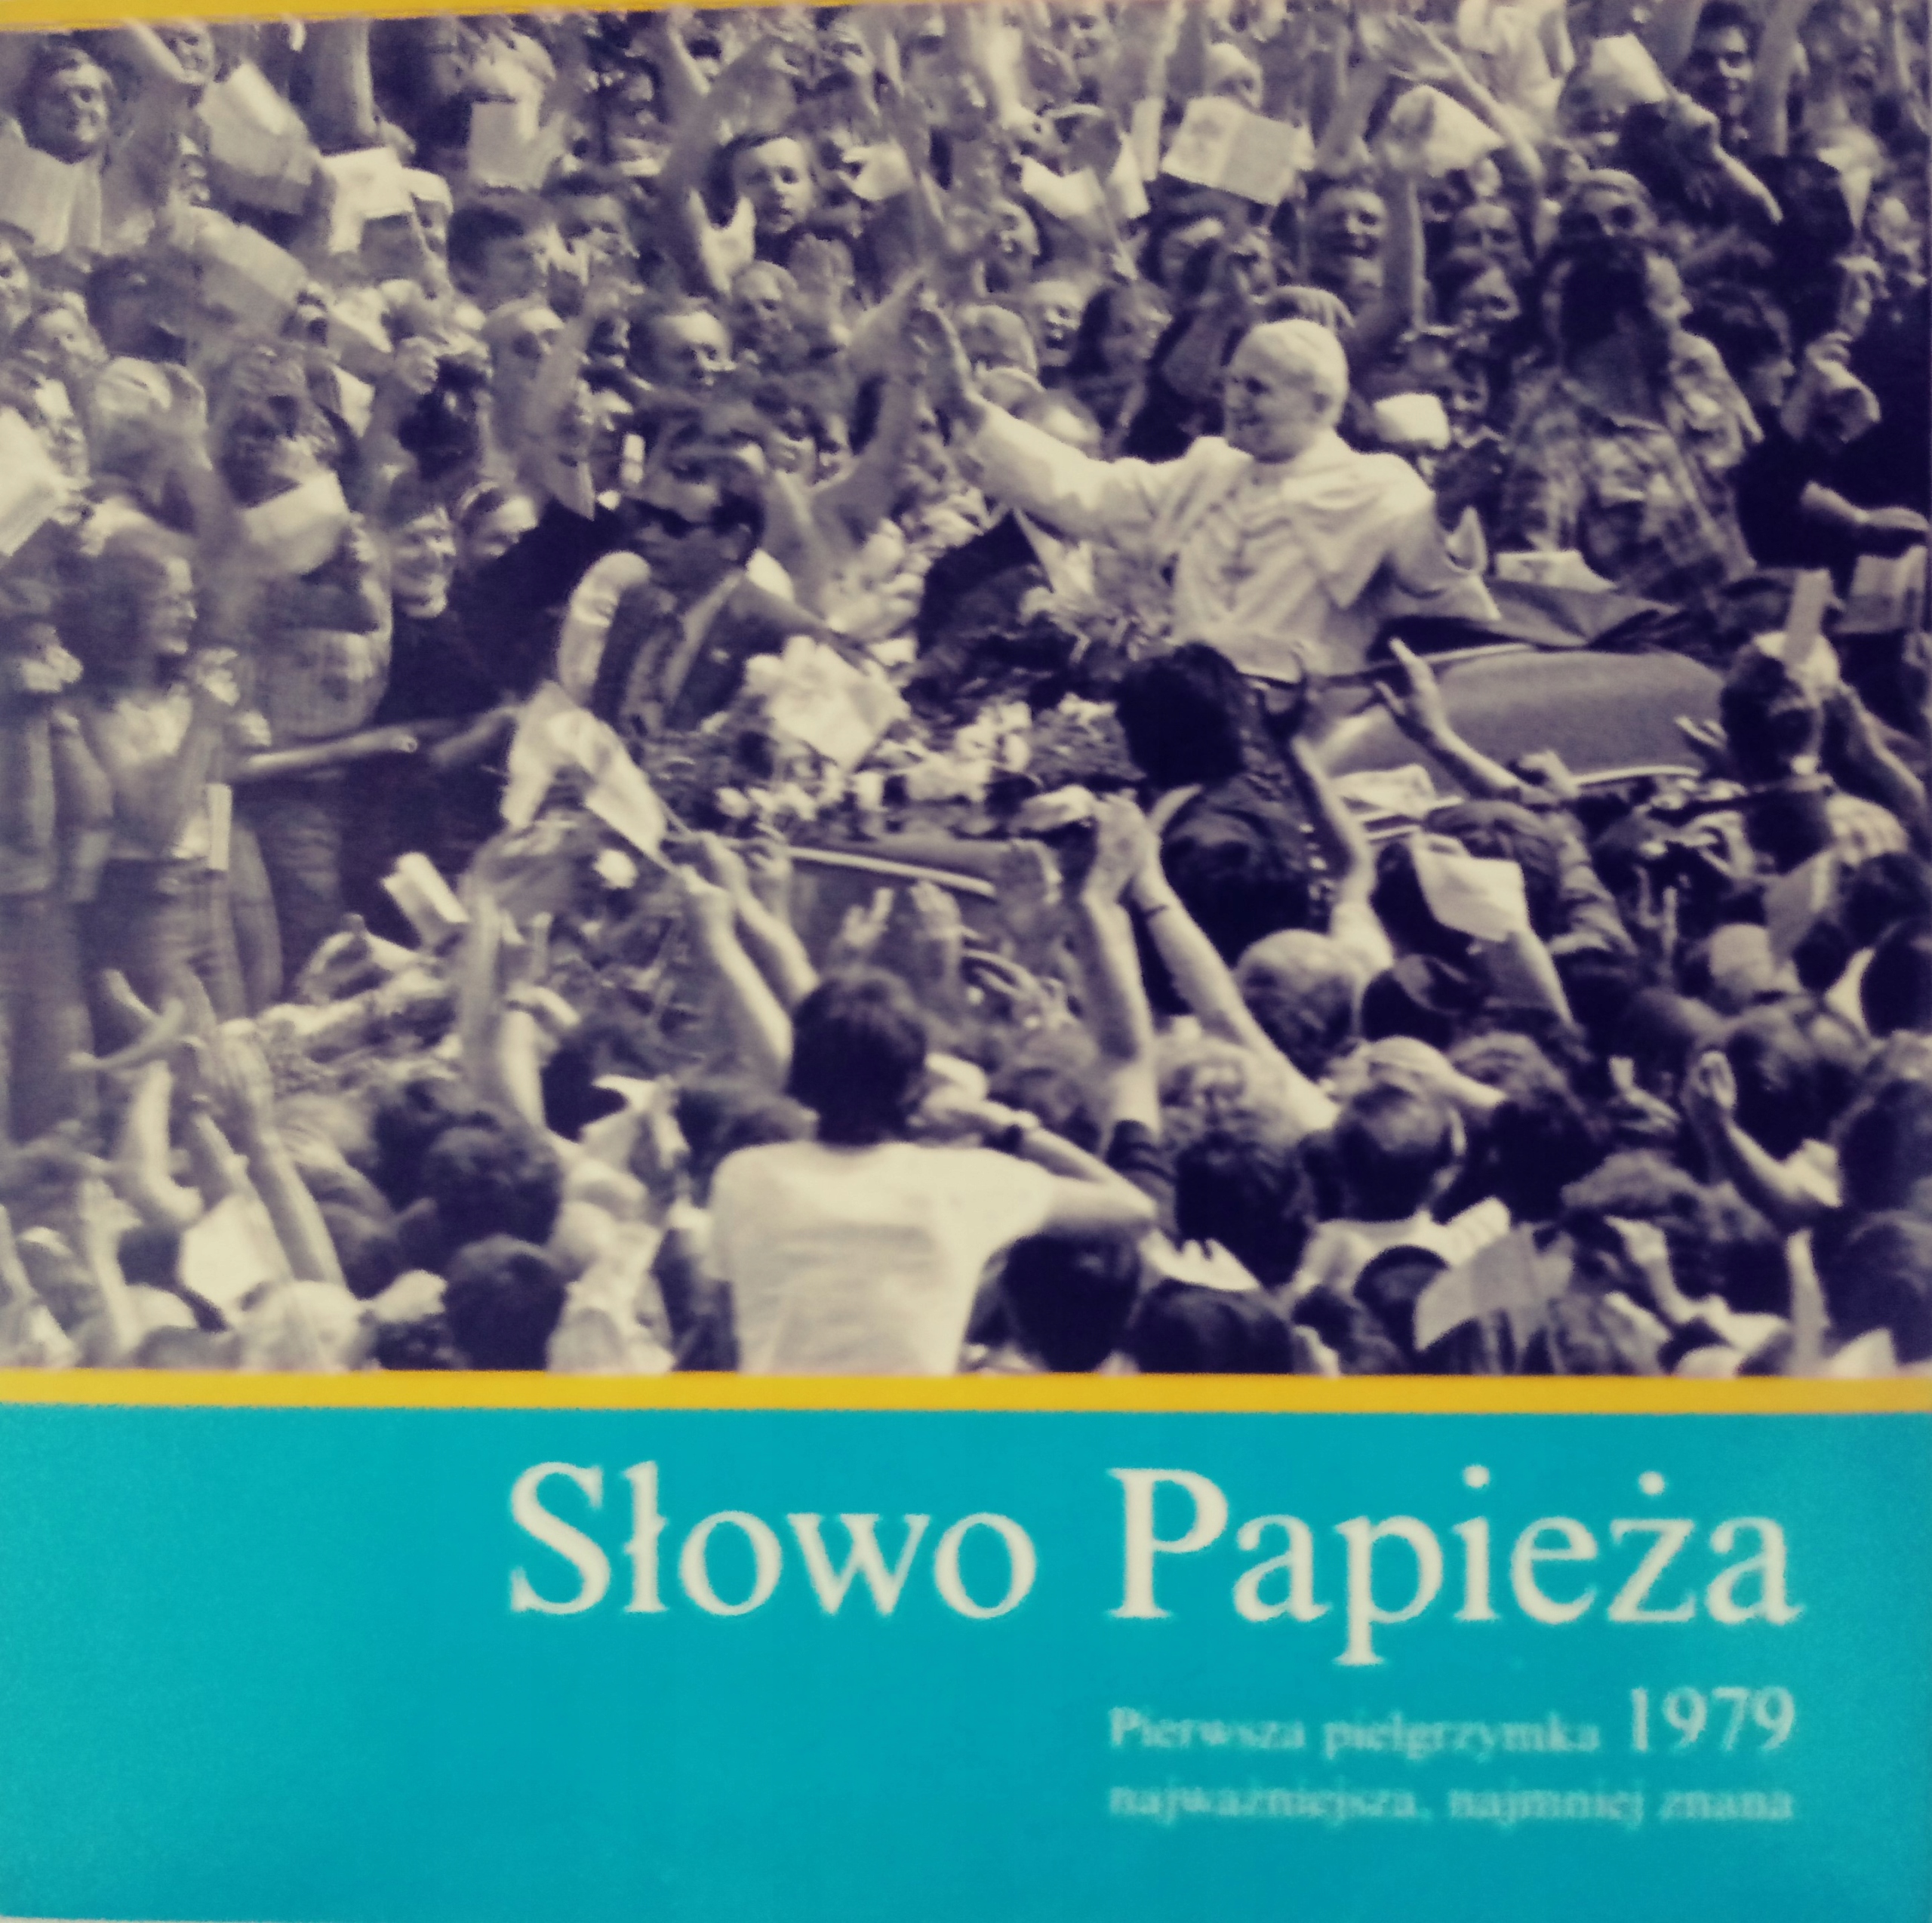 Słowo Papieża
Pierwsza pielgrzymka 1979
najważniejsza, najmniej znana